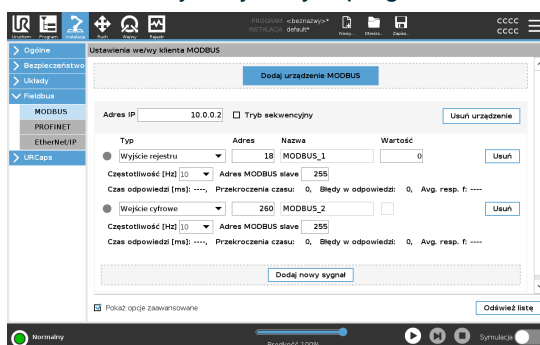 PROGRAM <beznazwy>*
INSTALACJA default*
Uruchom Program Instalacja Ruch We/wy Rejestr Nowy... Otwórz... Zapisz...
cccc
cccc
Ogólne
Bezpieczeństwo
Układy
Fieldbus
MODBUS
PROFINET
EtherNet/IP
URCaps
Ustawienia we/wy klienta MODBUS
Dodaj urządzenie MODBUS
Adres IP 10.0.0.2 Tryb sekwencyjny Usuń urządzenie
Typ Adres Nazwa Wartość
Wyjście rejestru 18 MODBUS_1 0 Usuń
Częstotliwość [Hz] 10 Adres MODBUS slave 255
Czas odpowiedzi [ms]: ----, Przekroczenia czasu: 0, Błędy w odpowiedzi: 0, Avg. resp. f: ----
Wejście cyfrowe 260 MODBUS_2 Usuń
Częstotliwość [Hz] 10 Adres MODBUS slave 255
Czas odpowiedzi [ms]: ----, Przekroczenia czasu: 0, Błędy w odpowiedzi: 0, Avg. resp. f: ----
Dodaj nowy sygnał
Pokaż opcje zaawansowane Odśwież listę
Normalny Prędkość 100% Symulacja